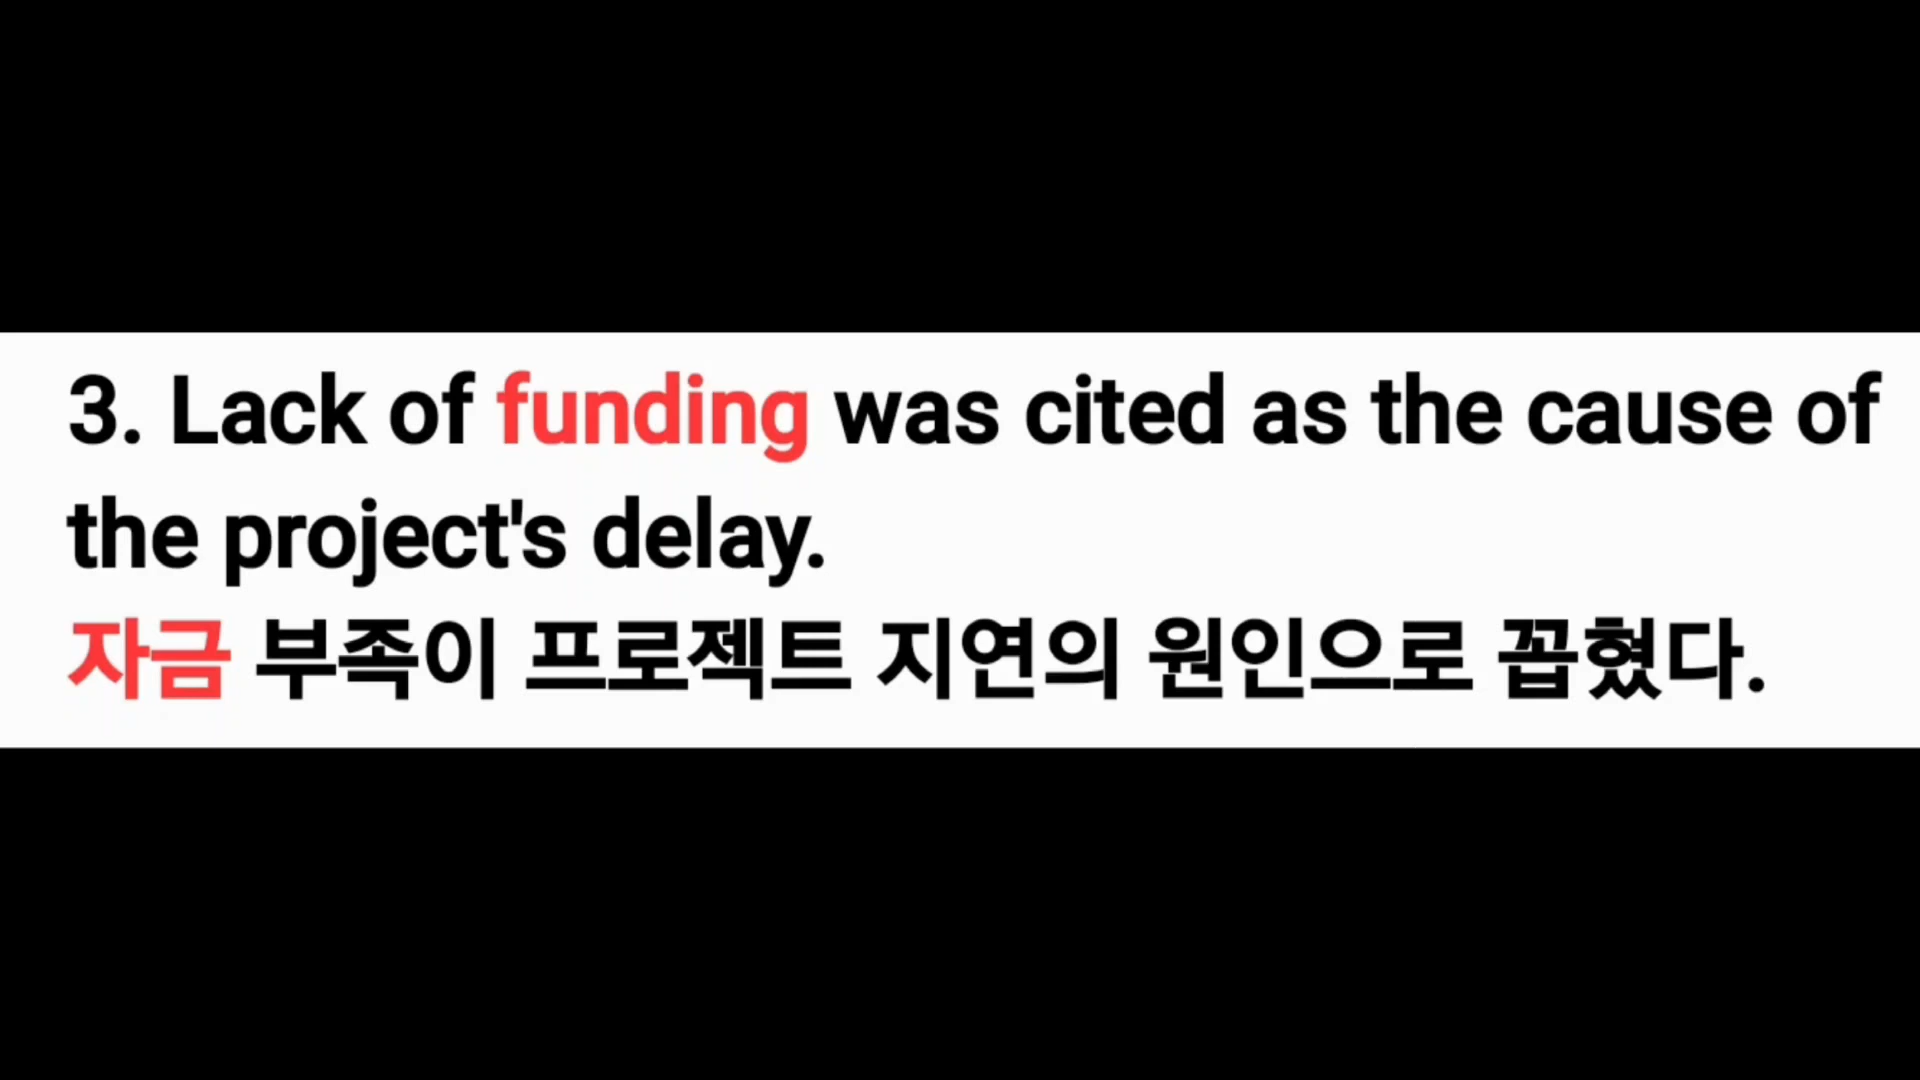 3. Lack of funding was cited as the cause of
the project's delay.
자금 부족이 프로젝트 지연의 원인으로 꼽혔다.